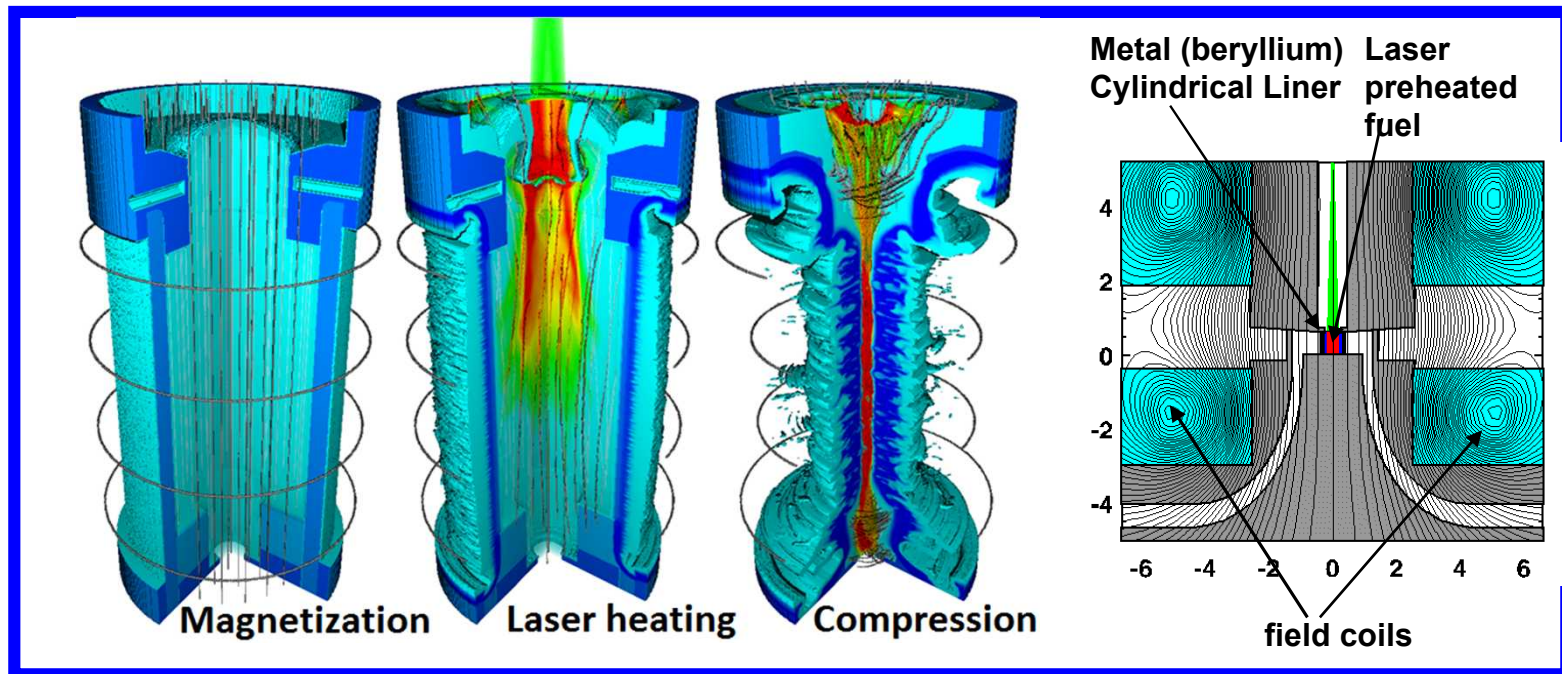 Magnetization
Laser heating
Compression
Metal (beryllium)
Cylindrical Liner
Laser
preheated
fuel
4
2
0
-2
-4
-6
-2
0
2
4
6
field coils